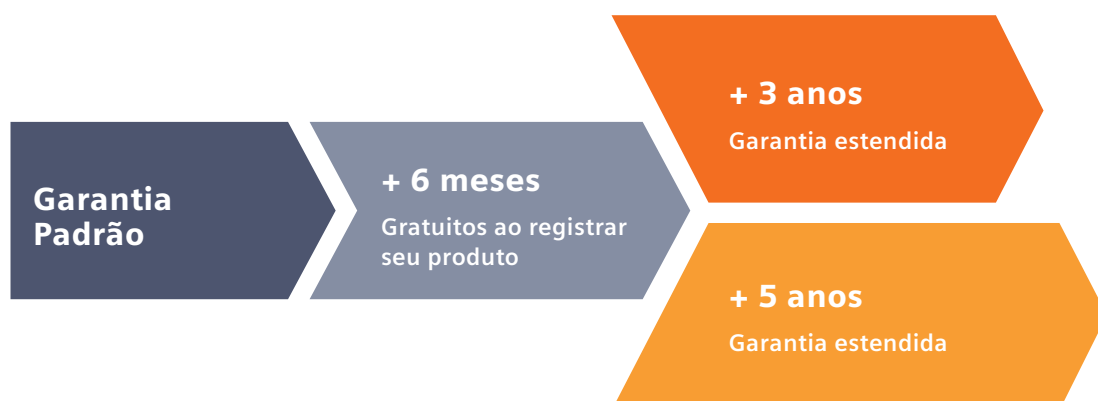 Garantia
Padrão
+ 6 meses
Gratuitos ao registrar
seu produto
+ 3 anos
Garantia estendida
+ 5 anos
Garantia estendida